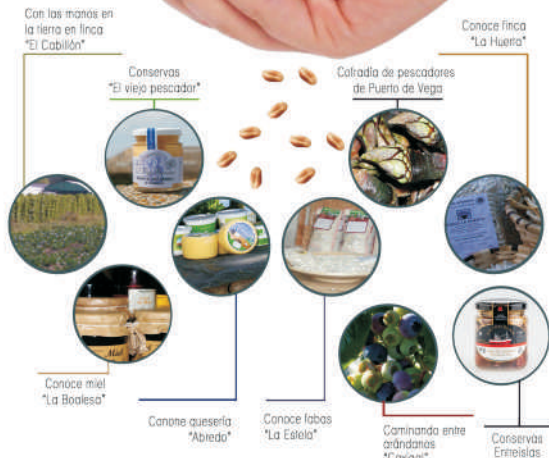 Con las manos en
la tierra en finca
"El Cabillón"
Conservas
"El viejo pescador"
Cofradía de pescadores
de Puerto de Vega
Conoce finca
"La Huerta"
Miel
Conoce miel
"La Boalesa"
Canone quesería
"Abredo"
Conoce fabas
"La Estela"
Caminando entre
arándanos
Conservas
Entreislas